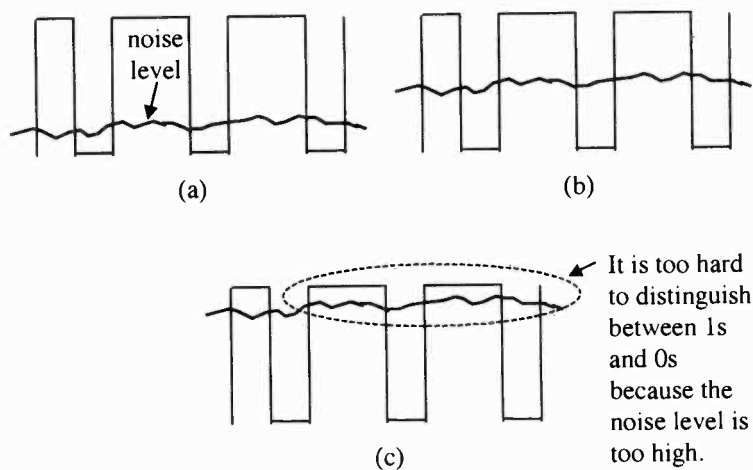 noise
level
(a)
(b)
It is too hard
to distinguish
between 1s
and 0s
because the
noise level is
too high.
(c)